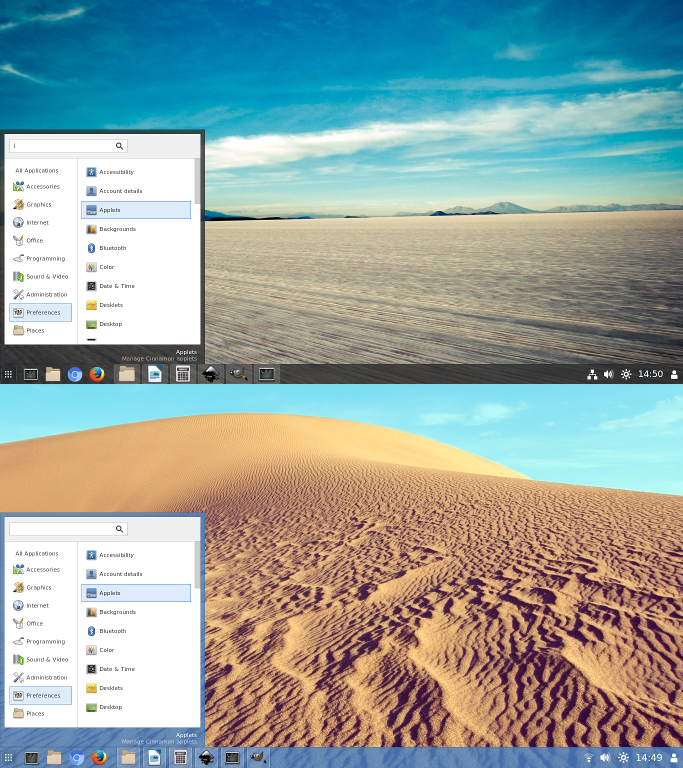 All Applications
Accessories
Graphics
Internet
Office
Programming
Sound & Video
Administration
Preferences
Places
Accessibility
Account details
Applets
Backgrounds
Bluetooth
Color
Date & Time
Desklets
Desktop
Applets
Manage Cinnamon applets
14:50
All Applications
Accessories
Graphics
Internet
Office
Programming
Sound & Video
Administration
Preferences
Places
Accessibility
Account details
Applets
Backgrounds
Bluetooth
Color
Date & Time
Desklets
Desktop
Applets
Manage Cinnamon applets
14:49